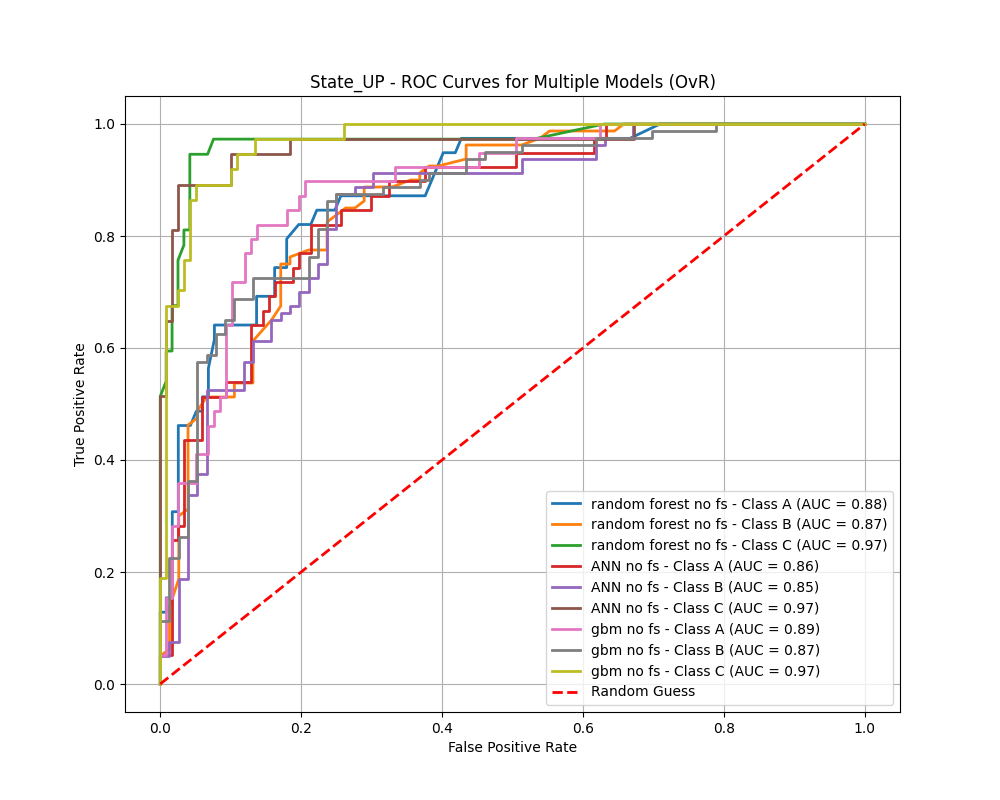 State_UP - ROC Curves for Multiple Models (OvR)
1.0
0.8
0.6
0.4
0.2
0.0
True Positive Rate
random forest no fs - Class A (AUC = 0.88)
random forest no fs - Class B (AUC = 0.87)
random forest no fs - Class C (AUC = 0.97)
ANN no fs - Class A (AUC = 0.86)
ANN no fs - Class B (AUC = 0.85)
ANN no fs - Class C (AUC = 0.97)
gbm no fs - Class A (AUC = 0.89)
gbm no fs - Class B (AUC = 0.87)
gbm no fs - Class C (AUC = 0.97)
Random Guess
0.0 0.2 0.4 0.6 0.8 1.0
False Positive Rate